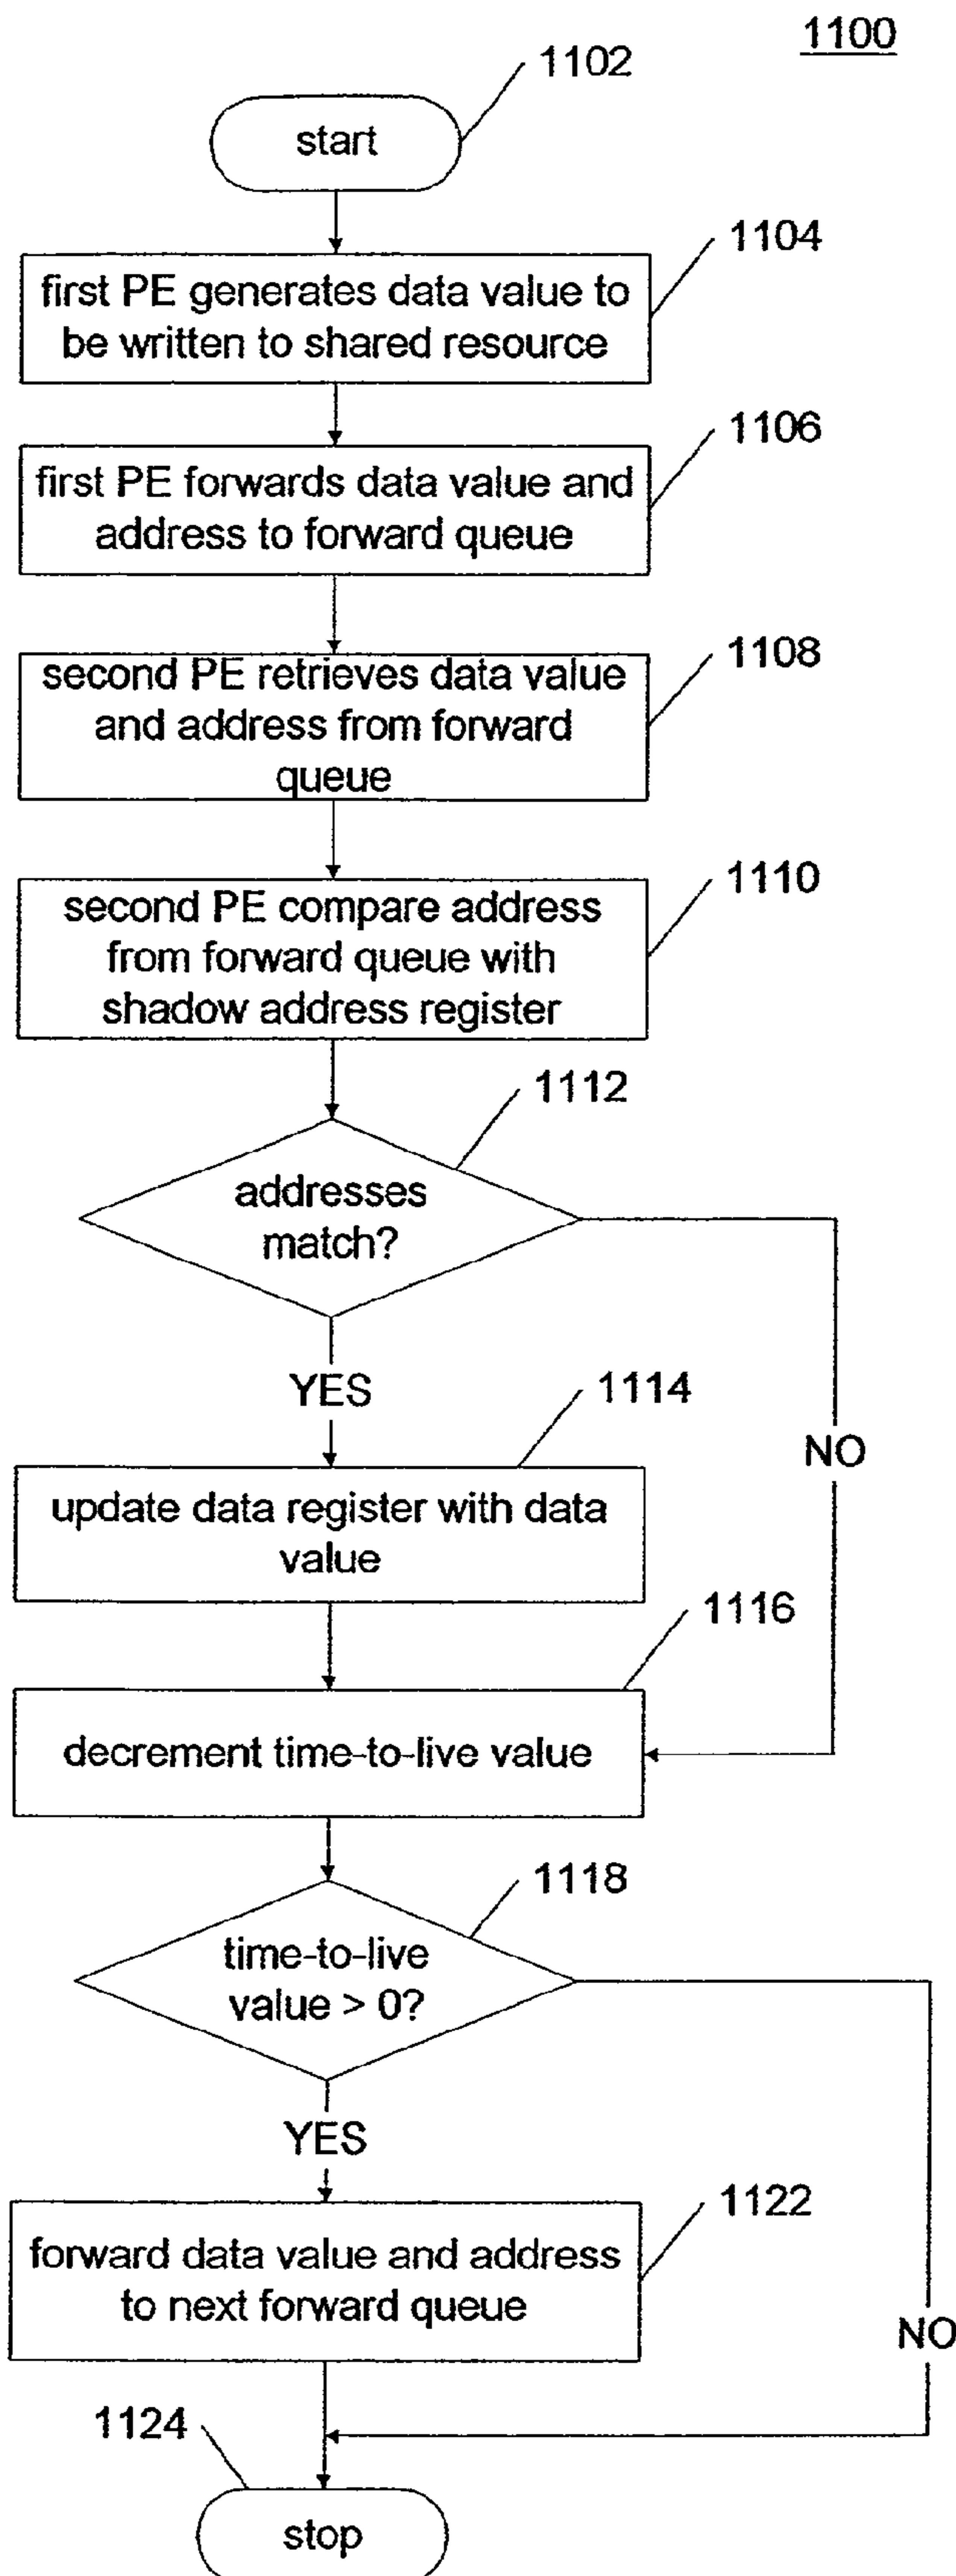 1100
1102
start
1104
first PE generates data value to
be written to shared resource
1106
first PE forwards data value and
address to forward queue
1108
second PE retrieves data value
and address from forward
queue
1110
second PE compare address
from forward queue with
shadow address register
1112
addresses
match?
YES
NO
1114
update data register with data
value
1116
decrement time-to-live value
1118
time-to-live
value > 0?
YES
NO
1122
forward data value and address
to next forward queue
1124
stop